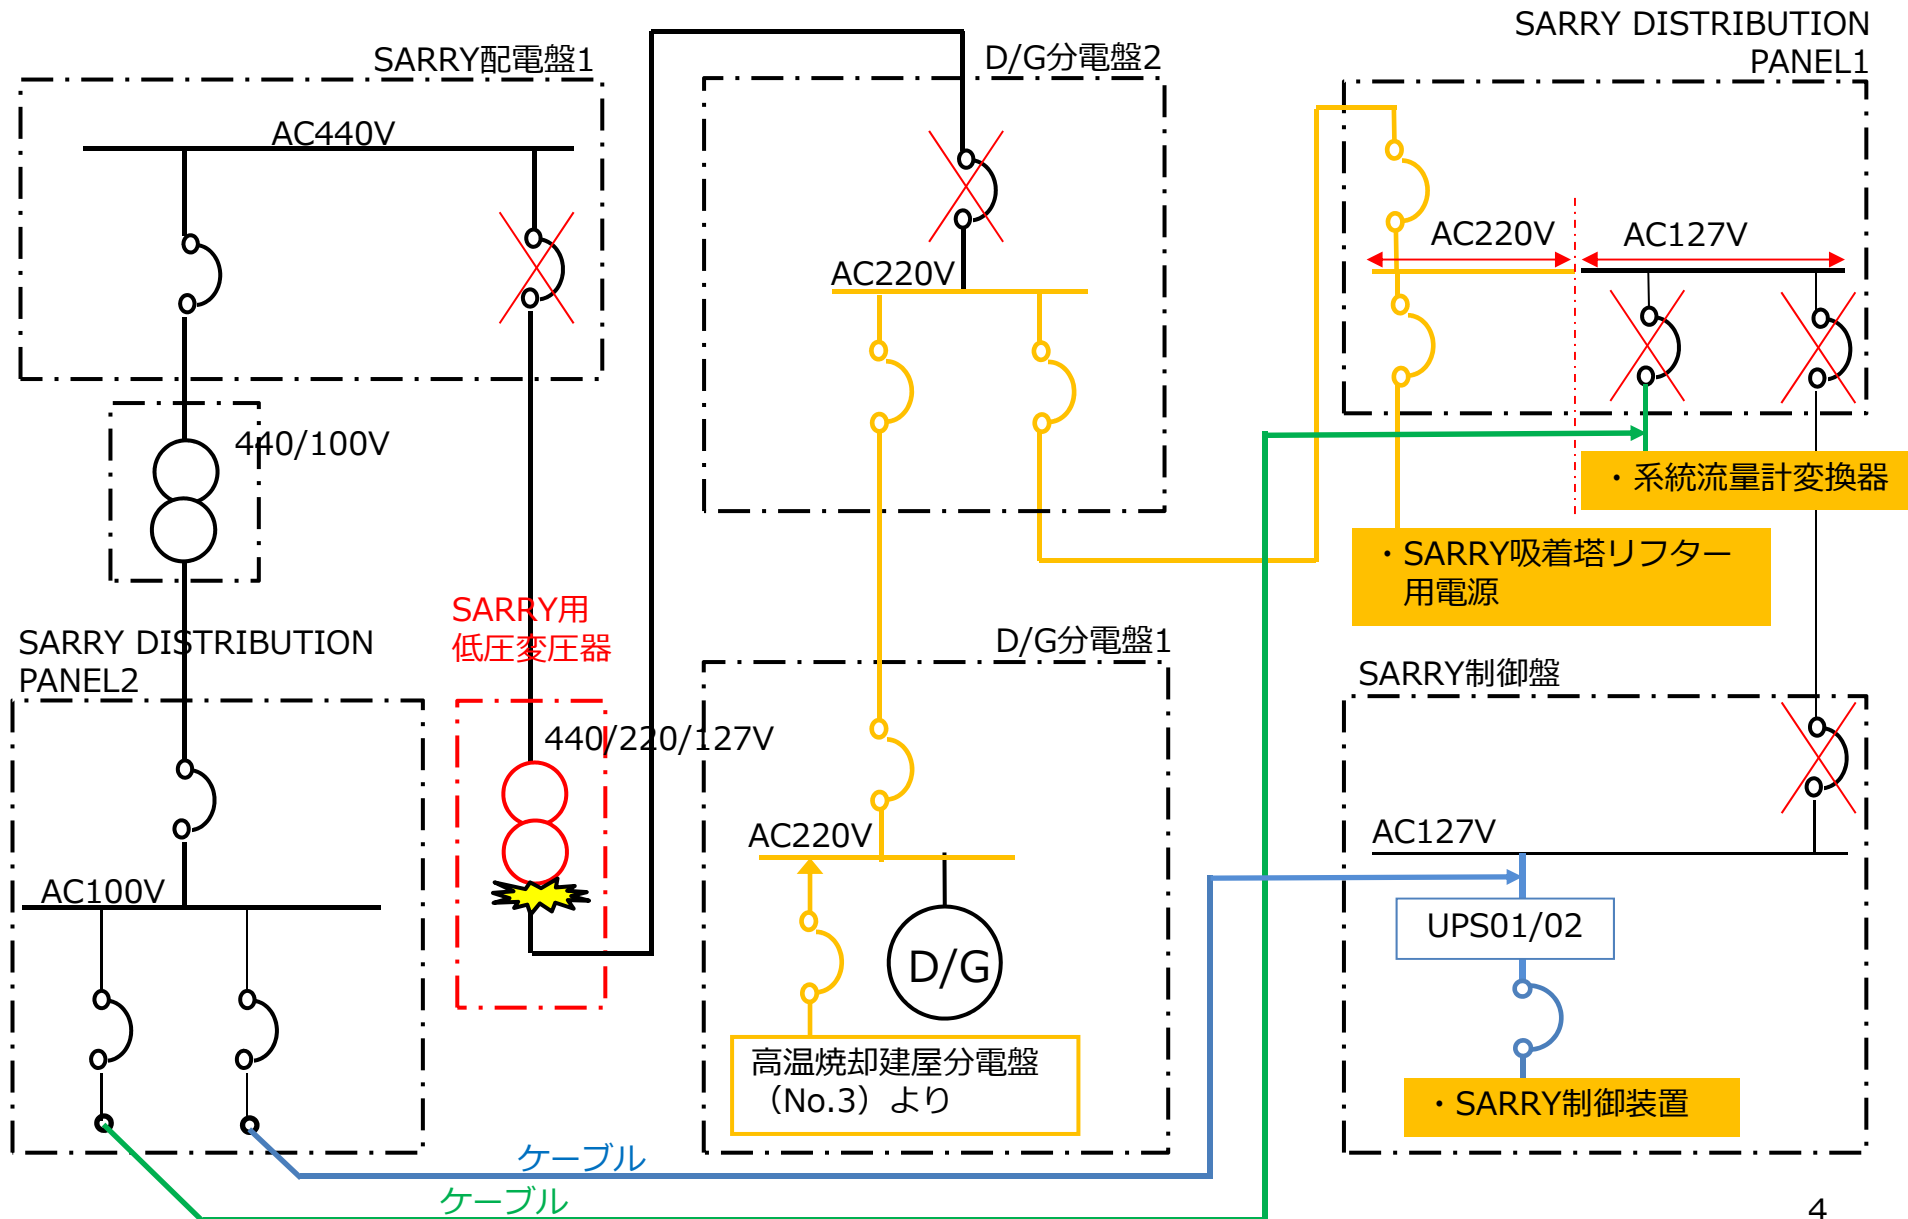 SARRY配電盤1
D/G分電盤2
SARRY DISTRIBUTION
PANEL1
AC440V
AC220V
AC127V
AC220V
440/100V
・系統流量計変換器
・SARRY吸着塔リフター
用電源
SARRY用
低圧変圧器
SARRY DISTRIBUTION
PANEL2
D/G分電盤1
SARRY制御盤
440/220/127V
AC220V
AC127V
AC100V
UPS01/02
D/G
高温焼却建屋分電盤
（No.3）より
・SARRY制御装置
ケーブル
ケーブル
4